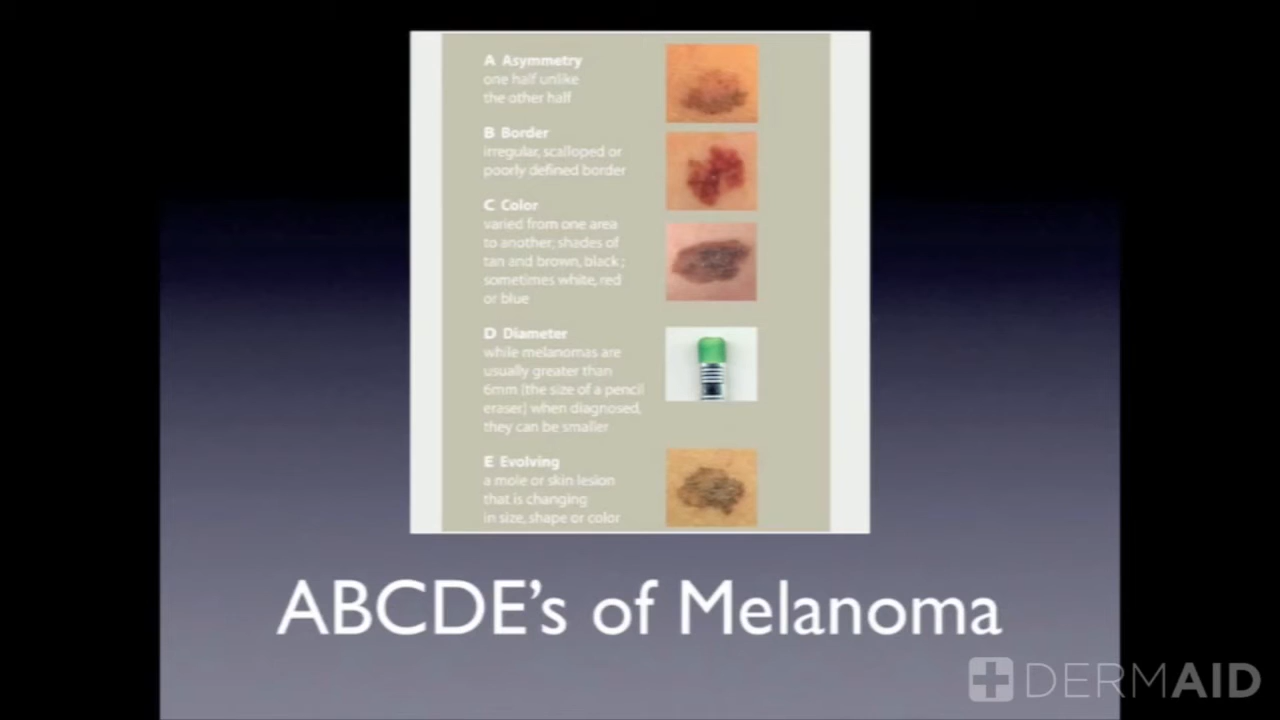 A Asymmetry
one half unlike
the other half
B Border
irregular, scalloped or
poorly defined border
C Color
varied from one area
to another; shades of
tan and brown, black ;
sometimes white, red
or blue
D Diameter
while melanomas are
usually greater than
6mm (the size of a pencil
eraser) when diagnosed,
they can be smaller
E Evolving
a mole or skin lesion
that is changing
in size, shape or color
ABCDE's of Melanoma
DERMAID